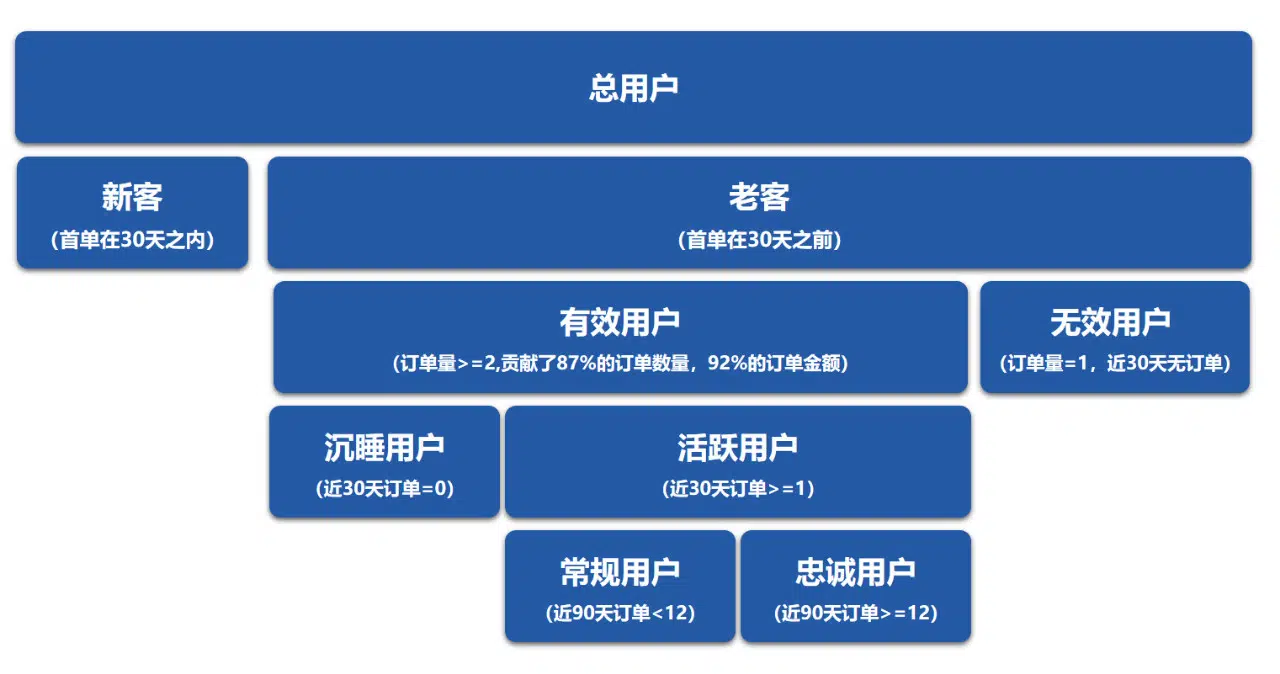 总用户
新客
（首单在30天之内）
老客
（首单在30天之前）
有效用户
（订单量>=2,贡献了87%的订单数量，92%的订单金额）
无效用户
（订单量=1，近30天无订单）
沉睡用户
（近30天订单=0）
活跃用户
（近30天订单>=1）
常规用户
（近90天订单<12）
忠诚用户
（近90天订单>=12）